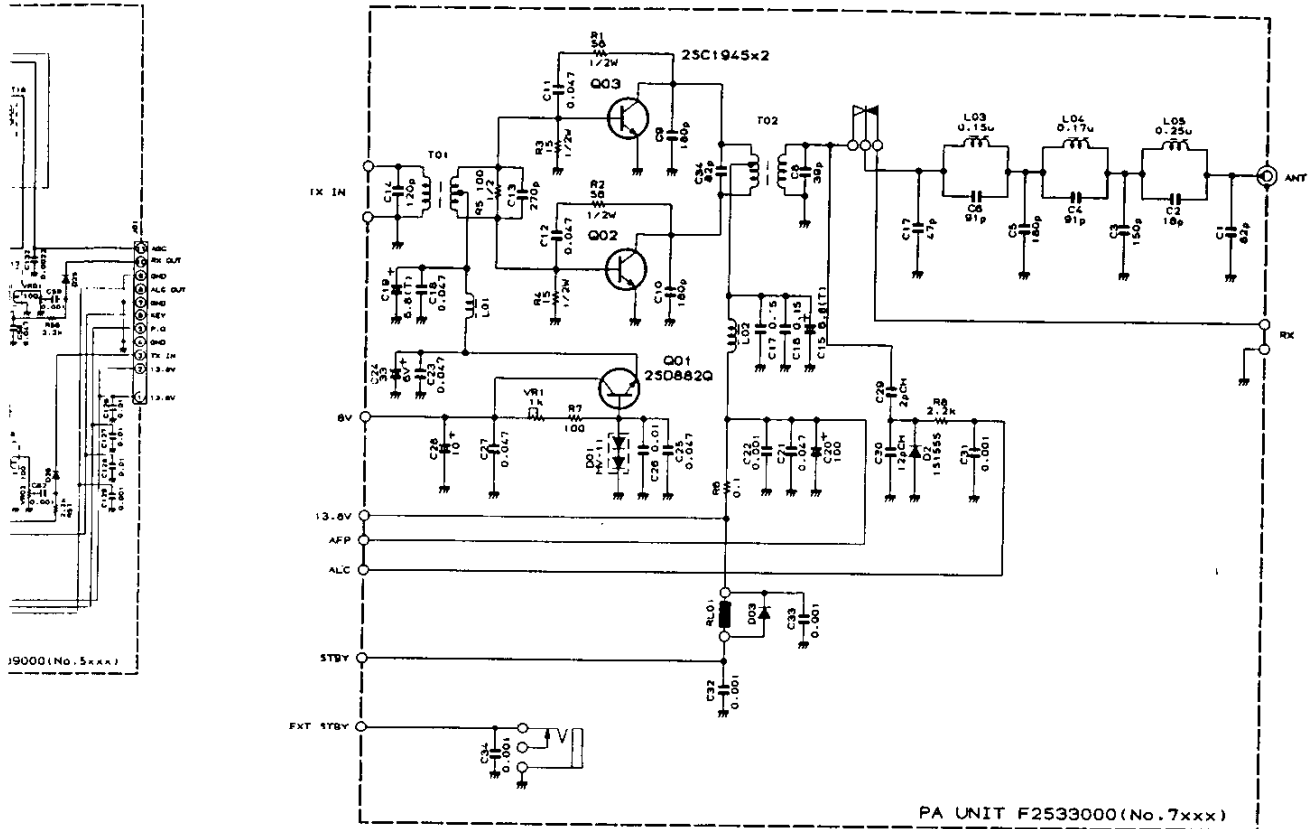 R1
56
1/2W
2SC1945x2
C11
0.047
Q03
R3
15
1/2W
C9
180p
T02
L03
0.15u
L04
0.17u
L05
0.25u
TX IN
C14
120p
T01
R5 100
1/2
C13
270p
R2
56
1/2W
C12
0.047
Q02
R4
15
1/2W
C10
180p
C34
82p
C8
39p
C17
47p
C6
91p
C5
180p
C4
91p
C3
150p
C2
18p
C1
82p
ANT
C19
6.8(T)
C18
0.047
L01
L02
C17 0.15
C16 0.15
C15 6.8(T)
RX
C24
33
6V
C23
0.047
Q01
2SD882Q
C29
2pCH
R8
2.2k
8V
VR1
1k
R7
100
C28
10
C27
0.047
D01
MV-11
C26 0.01
C25
0.047
R6
0.1
C22
0.001
C21
0.047
C20
100
C30
12pCH
D2
1S1555
C31
0.001
13.8V
AFP
ALC
RL01
D03
C33
0.001
STBY
C32
0.001
EXT STBY
C34
0.001
PA UNIT F2533000(No.7xxx)
J01
AGC
RX OUT
GND
ALC OUT
GND
KEY
P.O
GND
TX IN
13.8V
13.8V
9000(No.5xxx)